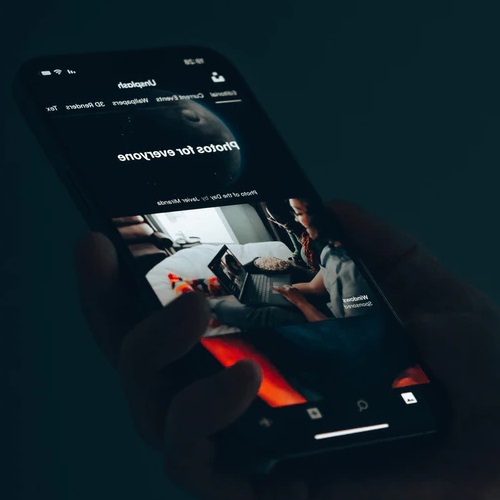 19:28
Unsplash
Editorial Current Events Wallpapers 3D Renders Tex
Photos for everyone
Photo of the Day by Javier Miranda
Windows
Sponsored